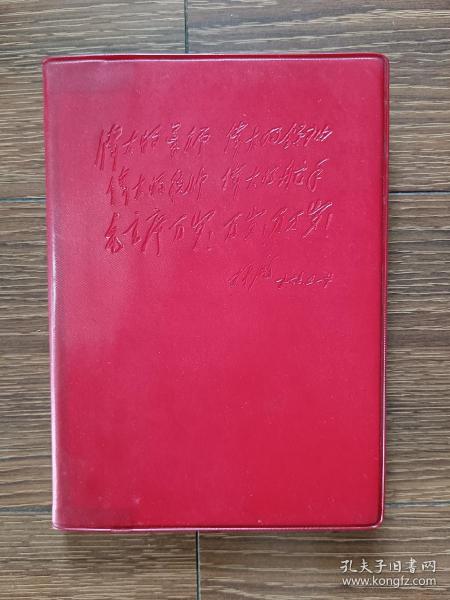 伟大的导师 伟大的领袖
伟大的统帅 伟大的舵手
毛主席万岁!万岁!万万岁!
林彪
孔夫子旧书网
www.kongfz.com